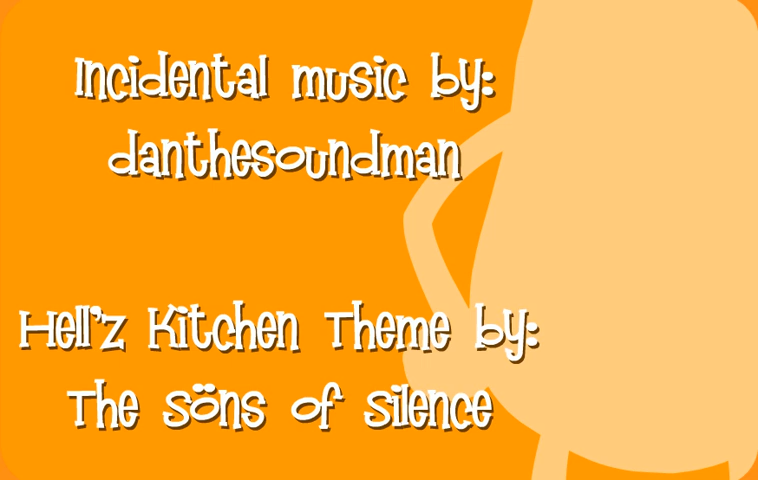 Incidental music by:
danthesoundman
Hell'z Kitchen Theme by:
The söns of silence